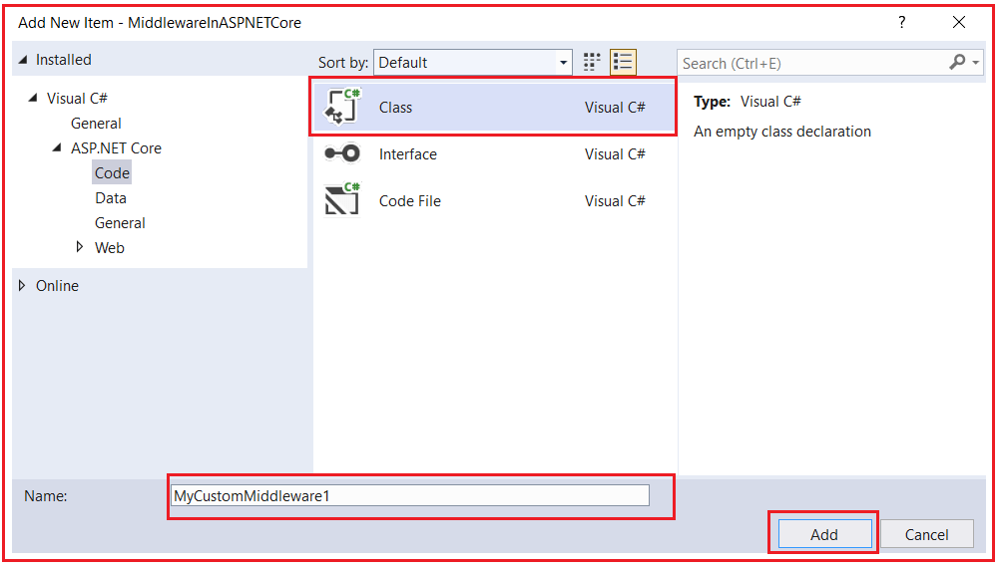 Add New Item - MiddlewareInASPNETCore ?
Installed
Sort by: Default
Search (Ctrl+E)
Visual C#
General
ASP.NET Core
Code
Data
General
Web
Online
C# Class Visual C#
Interface Visual C#
C# Code File Visual C#
Type: Visual C#
An empty class declaration
Name: MyCustomMiddleware1
Add Cancel